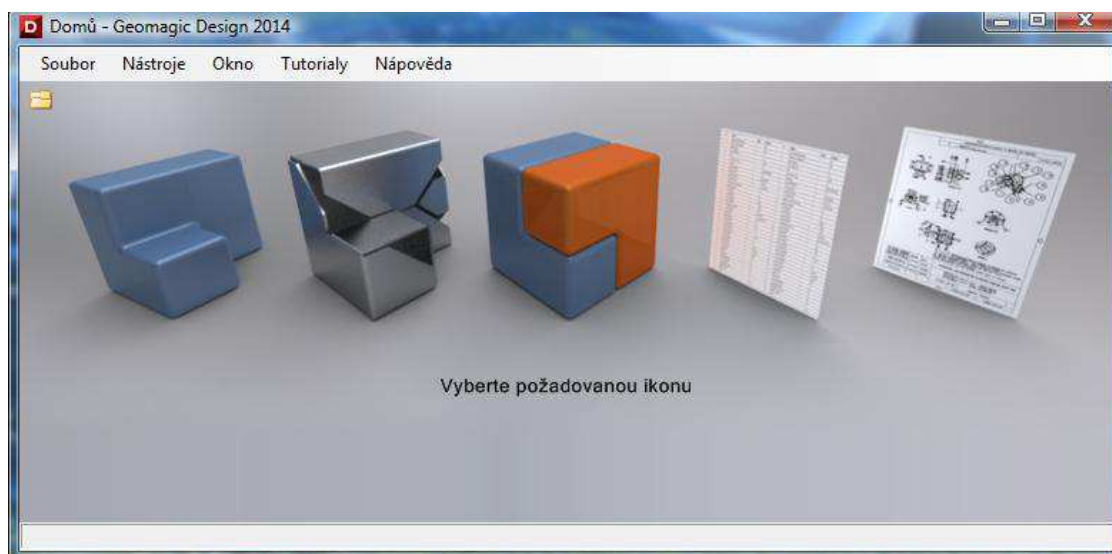 Domů - Geomagic Design 2014
Soubor Nástroje Okno Tutorialy Nápověda
Vyberte požadovanou ikonu